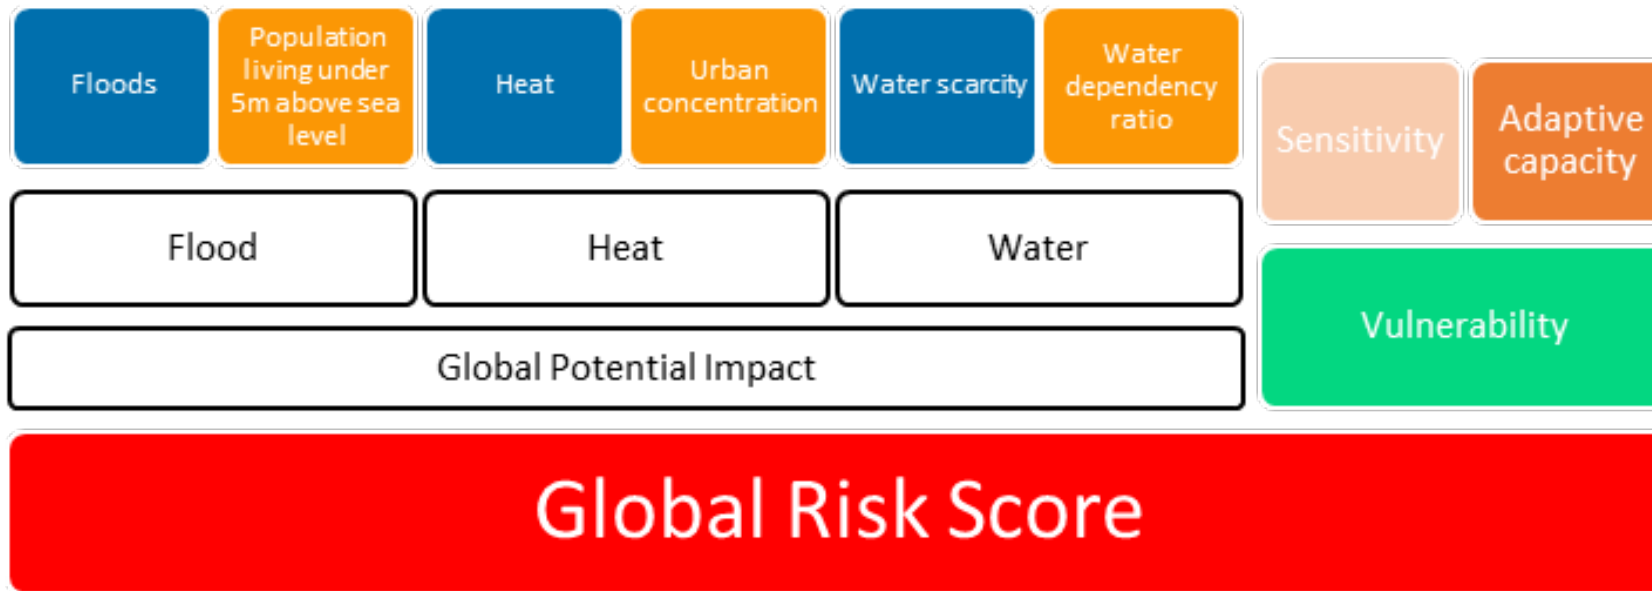 Floods
Population
living under
5m above sea
level
Heat
Urban
concentration
Water scarcity
Water
dependency
ratio
Sensitivity
Adaptive
capacity
Flood
Heat
Water
Vulnerability
Global Potential Impact
Global Risk Score